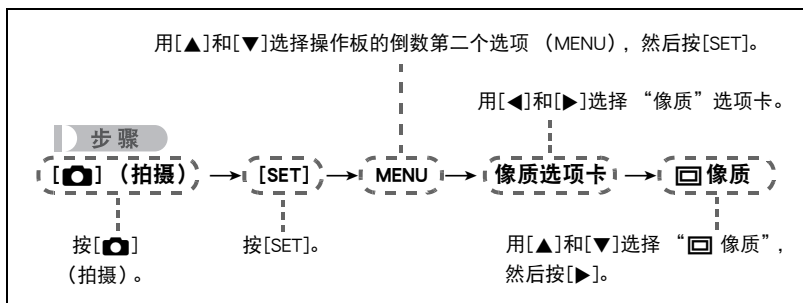 用[▲]和[▼]选择操作板的倒数第二个选项（MENU），然后按[SET]。
用[◀]和[▶]选择 “像质”选项卡。
步骤
[📷]（拍摄） → [SET] → MENU → 像质选项卡 → 像质
按[📷]
（拍摄）。
按[SET]。
用[▲]和[▼]选择 “ 像质”，
然后按[▶]。